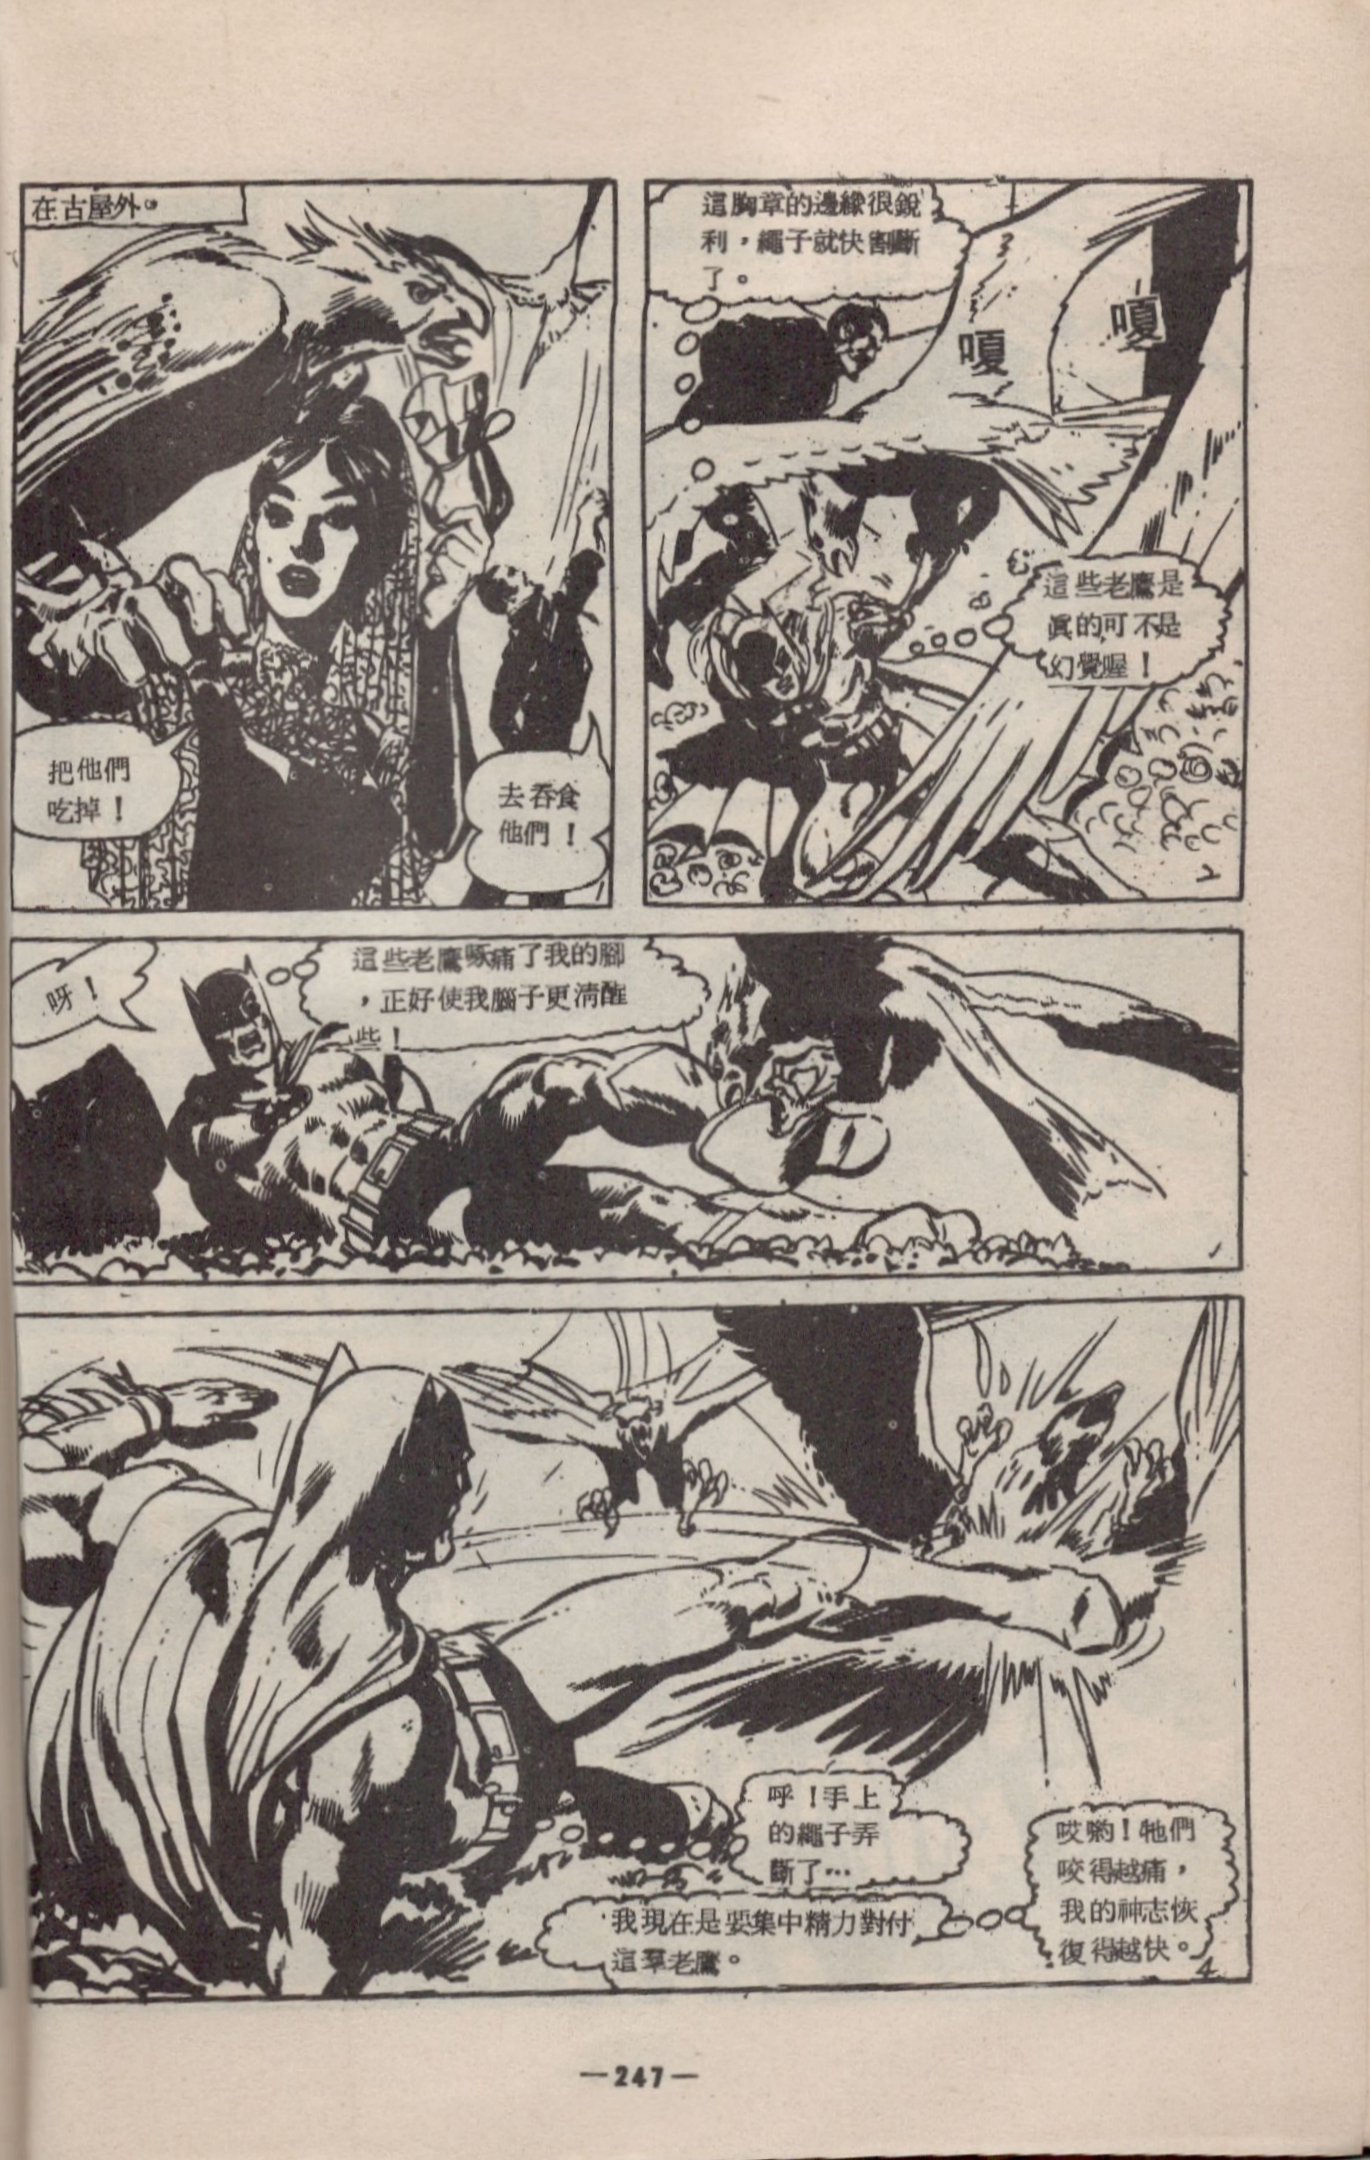 在古屋外。
把他們
吃掉！
去吞食
他們！
這胸章的邊緣很銳
利，繩子就快割斷
了。
嗄
嗄
這些老鷹是
眞的可不是
幻覺喔！
呀！
這些老鷹啄痛了我的腳
，正好使我腦子更清醒
些！
呼！手上
的繩子弄
斷了…
我現在是要集中精力對付
這羣老鷹。
哎喲！牠們
咬得越痛，
我的神志恢
復得越快。
4
—247—